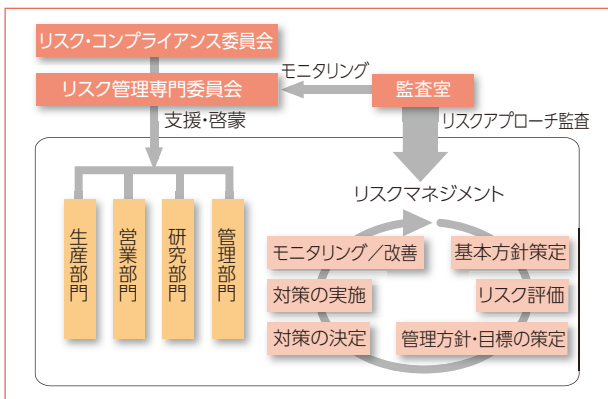 リスク・コンプライアンス委員会
リスク管理専門委員会
モニタリング
監査室
支援・啓蒙
リスクアプローチ監査
リスクマネジメント
生産部門
営業部門
研究部門
管理部門
モニタリング／改善
基本方針策定
対策の実施
リスク評価
対策の決定
管理方針・目標の策定